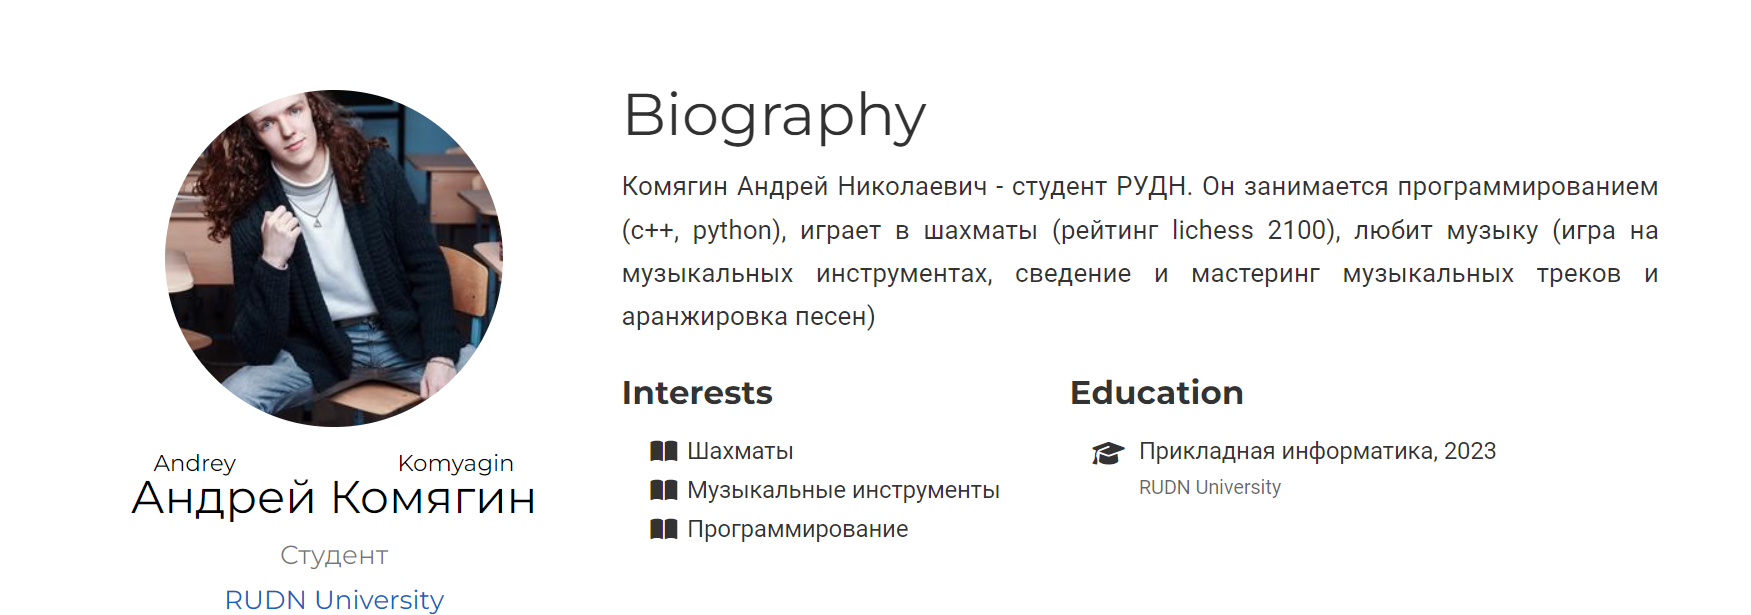 Biography
Комягин Андрей Николаевич - студент РУДН. Он занимается программированием
(c++, python), играет в шахматы (рейтинг lichess 2100), любит музыку (игра на
музыкальных инструментах, сведение и мастеринг музыкальных треков и
аранжировка песен)
Interests
Шахматы
Музыкальные инструменты
Программирование
Education
Прикладная информатика, 2023
RUDN University
Andrey Komyagin
Андрей Комягин
Студент
RUDN University